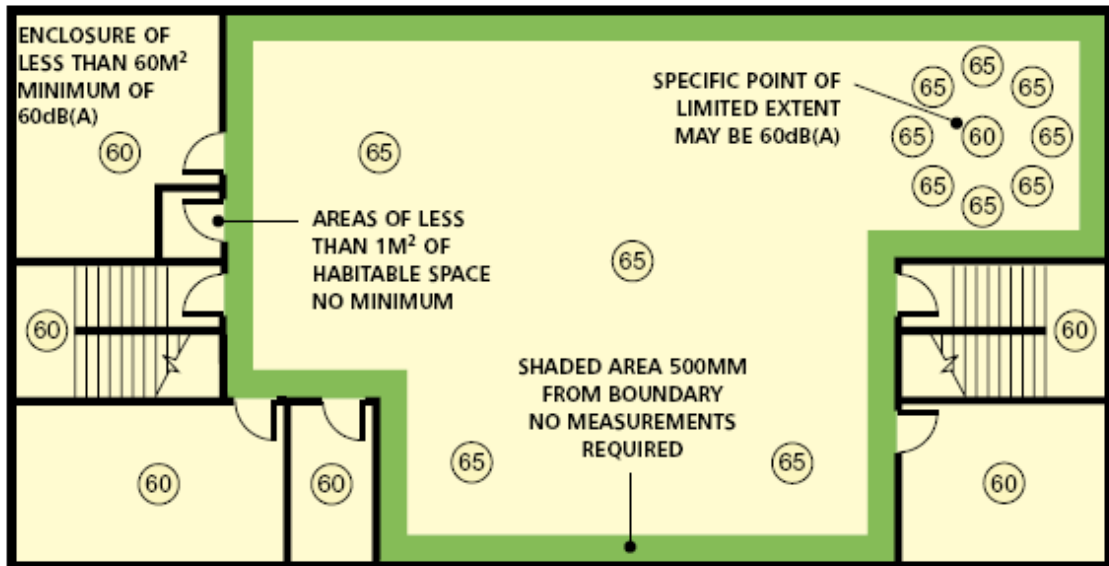 ENCLOSURE OF
LESS THAN 60M²
MINIMUM OF
60dB(A)
60
65
SPECIFIC POINT OF
LIMITED EXTENT
MAY BE 60dB(A)
65
65
65
65
60
65
65
65
65
AREAS OF LESS
THAN 1M² OF
HABITABLE SPACE
NO MINIMUM
65
60
60
SHADED AREA 500MM
FROM BOUNDARY
NO MEASUREMENTS
REQUIRED
65
65
60
60
60